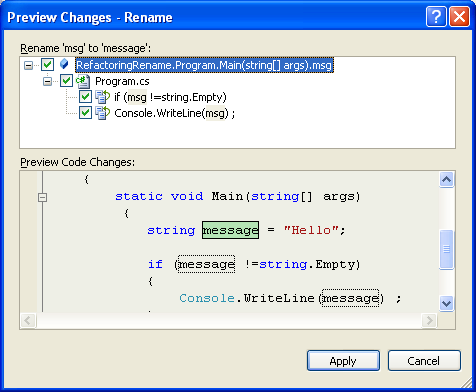 Preview Changes - Rename
Rename 'msg' to 'message':
RefactoringRename.Program.Main(string[] args).msg
Program.cs
if (msg !=string.Empty)
Console.WriteLine(msg) ;
Preview Code Changes:
{
static void Main(string[] args)
{
string message = "Hello";
if (message !=string.Empty)
{
Console.WriteLine(message) ;
Apply
Cancel